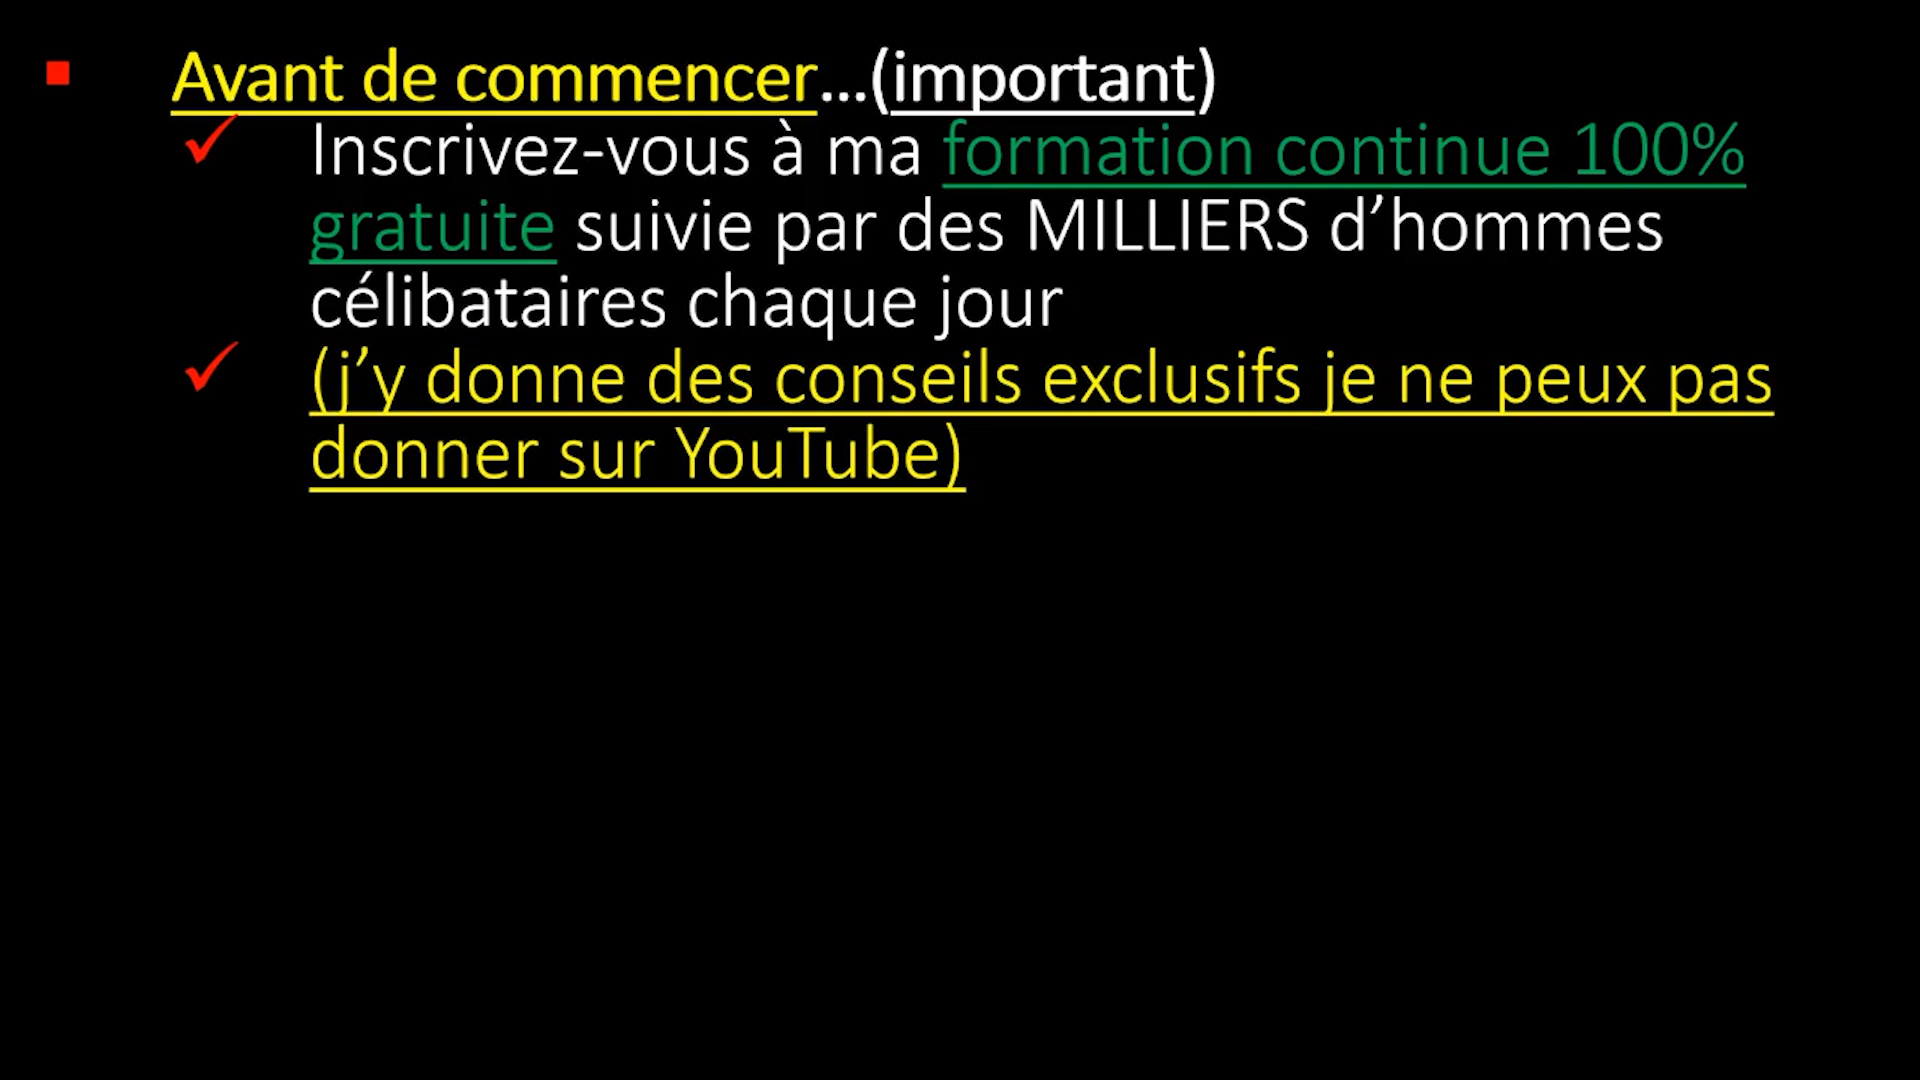 Avant de commencer...(important)
Inscrivez-vous à ma formation continue 100%
gratuite suivie par des MILLIERS d’hommes
célibataires chaque jour
(j’y donne des conseils exclusifs je ne peux pas
donner sur YouTube)